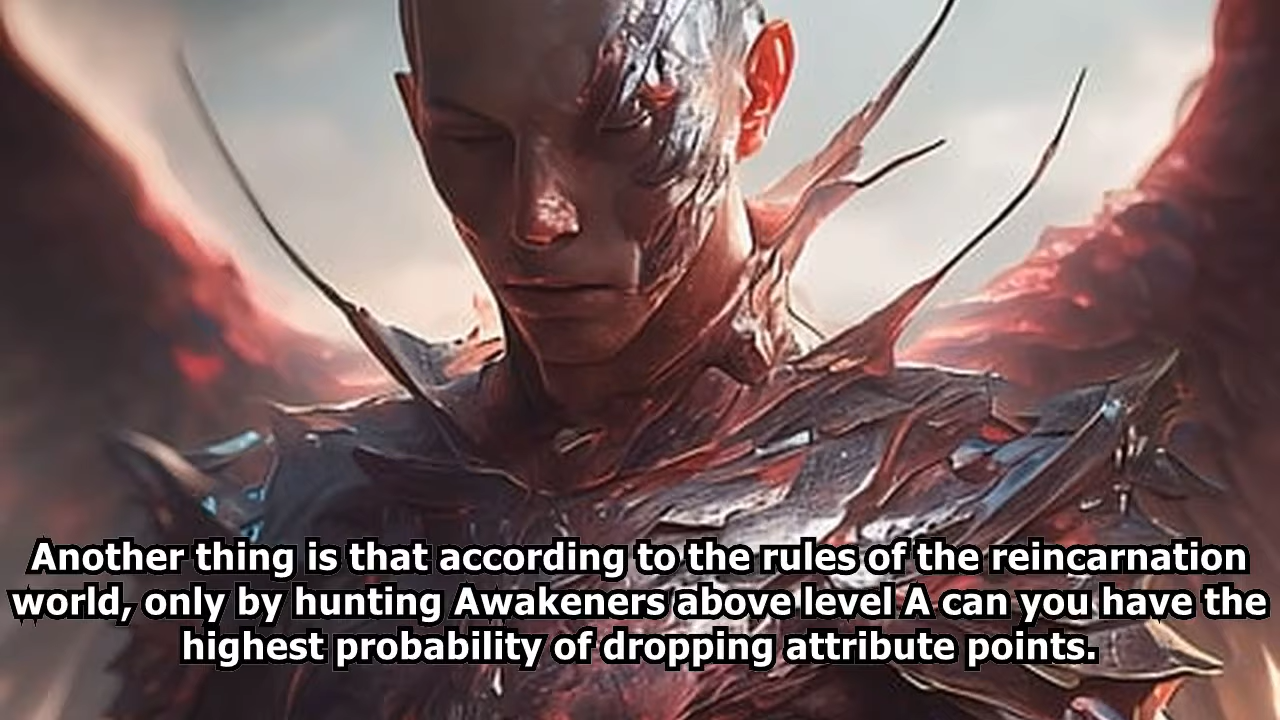 Another thing is that according to the rules of the reincarnation
world, only by hunting Awakeners above level A can you have the
highest probability of dropping attribute points.